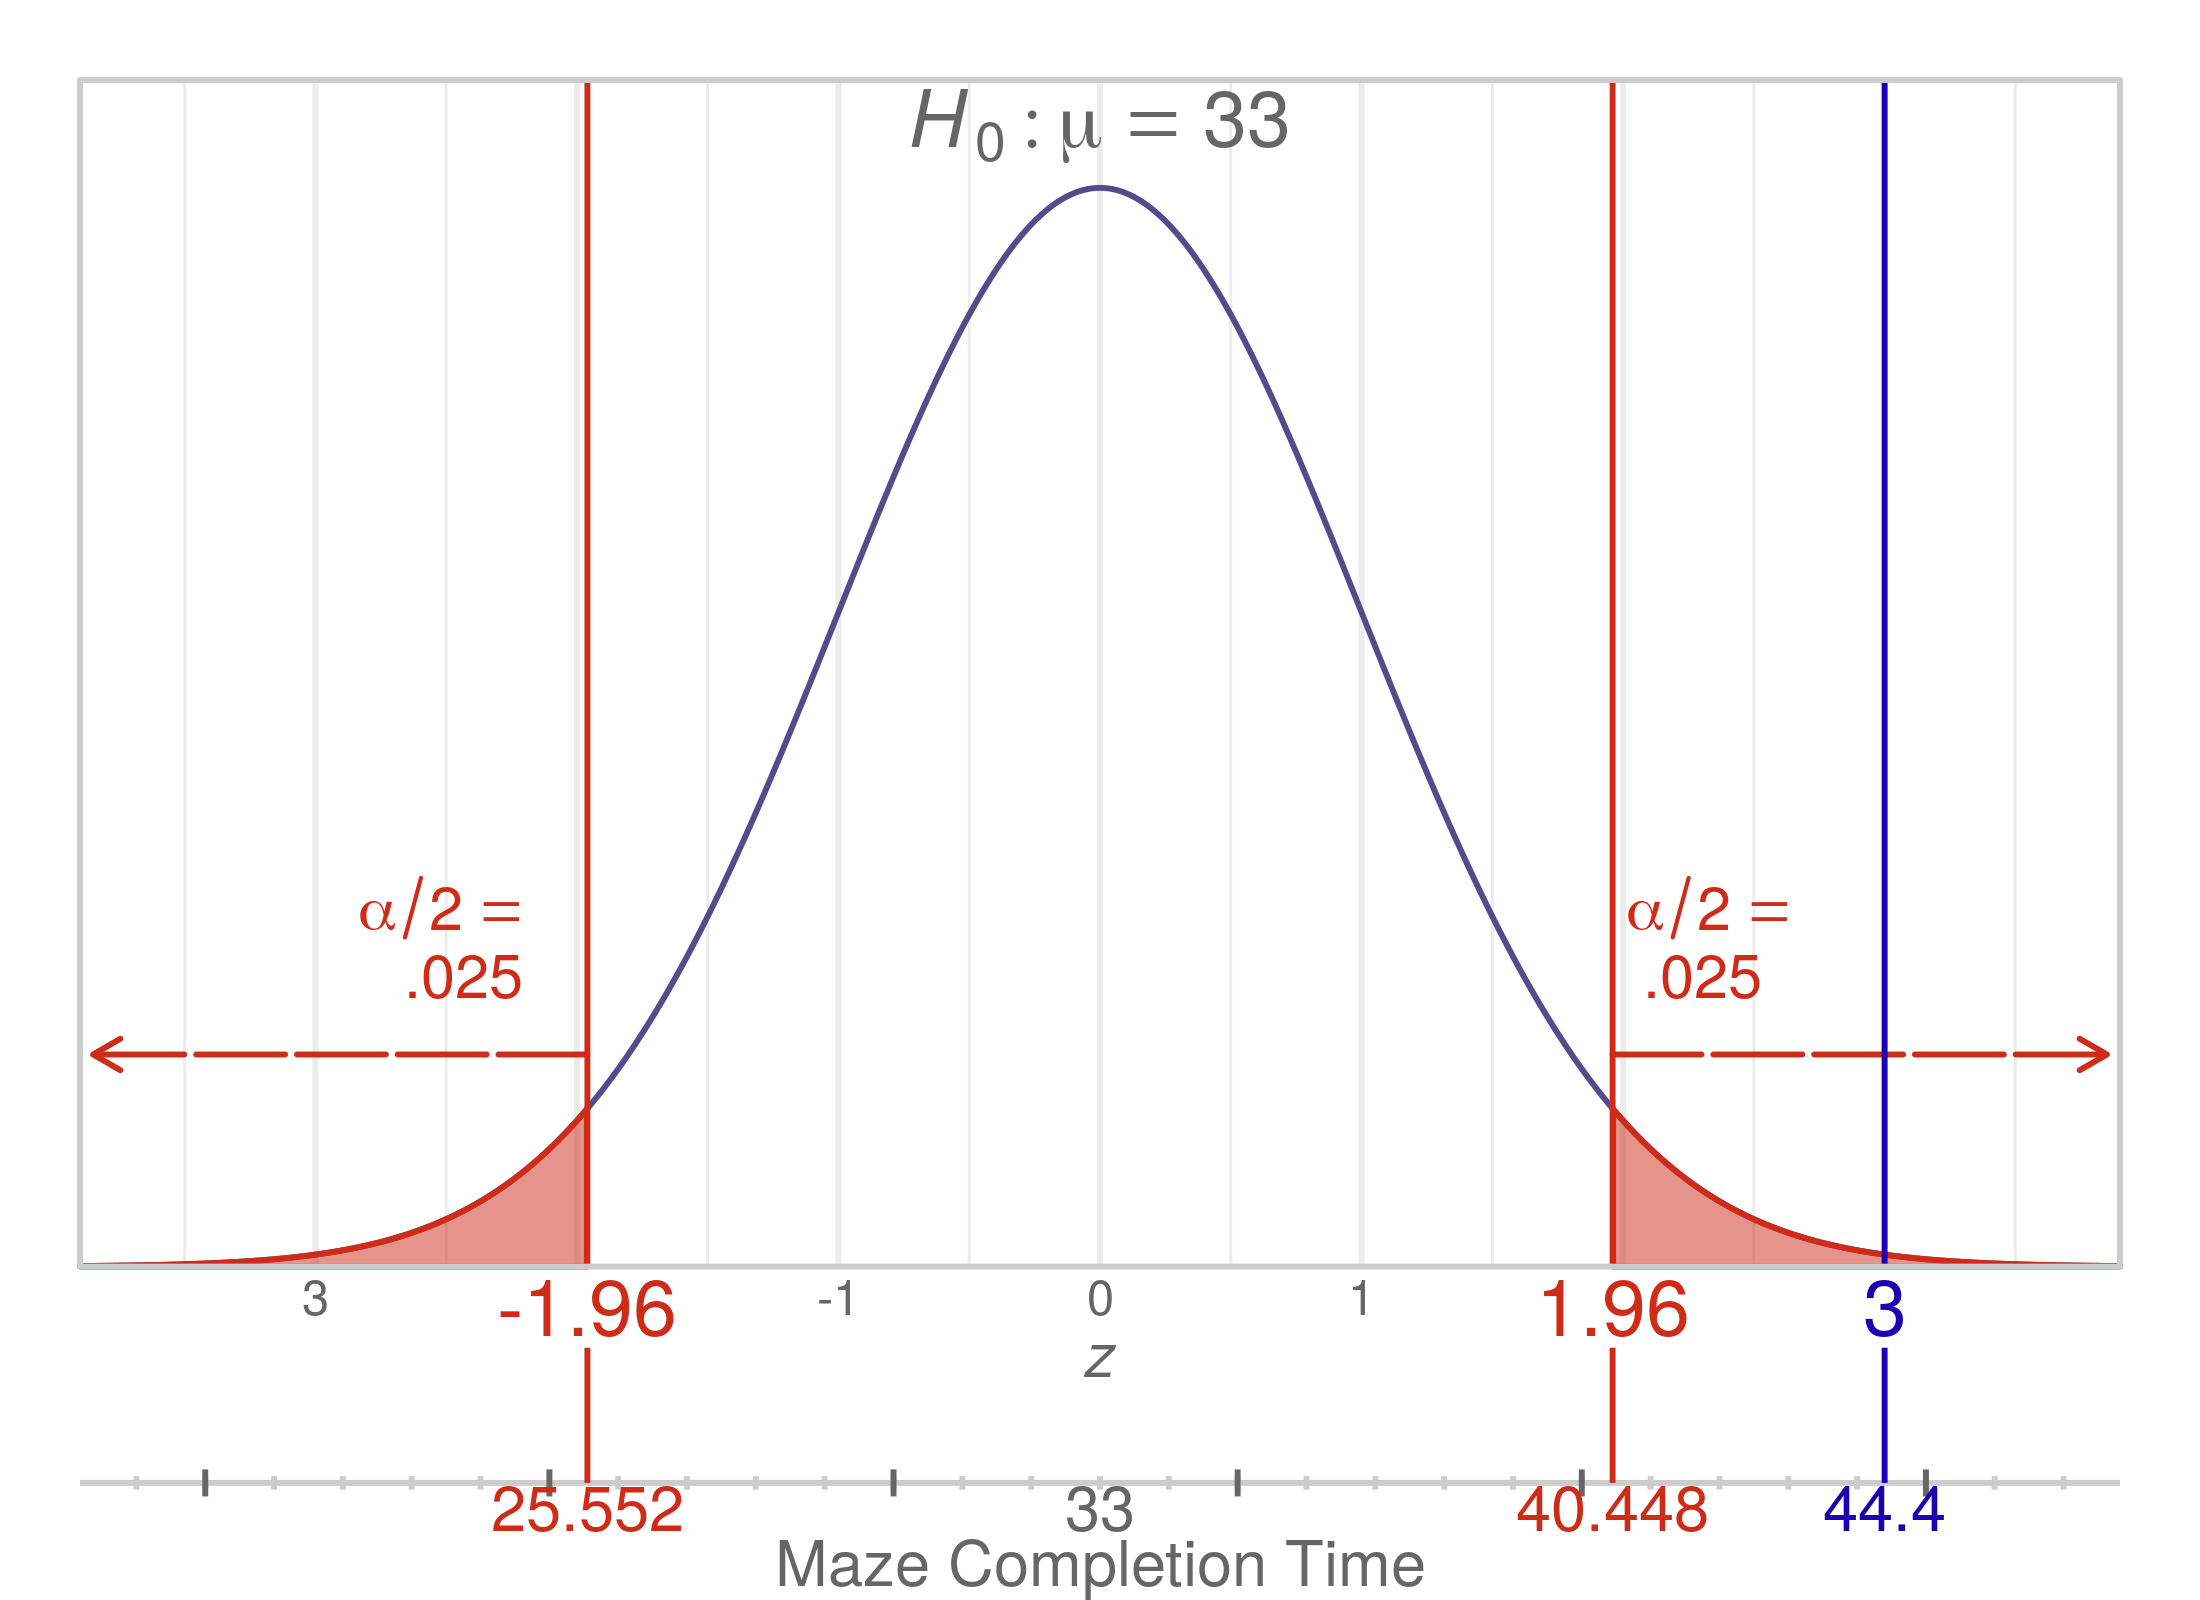 H0 : μ = 33
α/2 =
.025
α/2 =
.025
3 -1.96 -1 0 1 1.96 3
z
25.552 33 40.448 44.4
Maze Completion Time